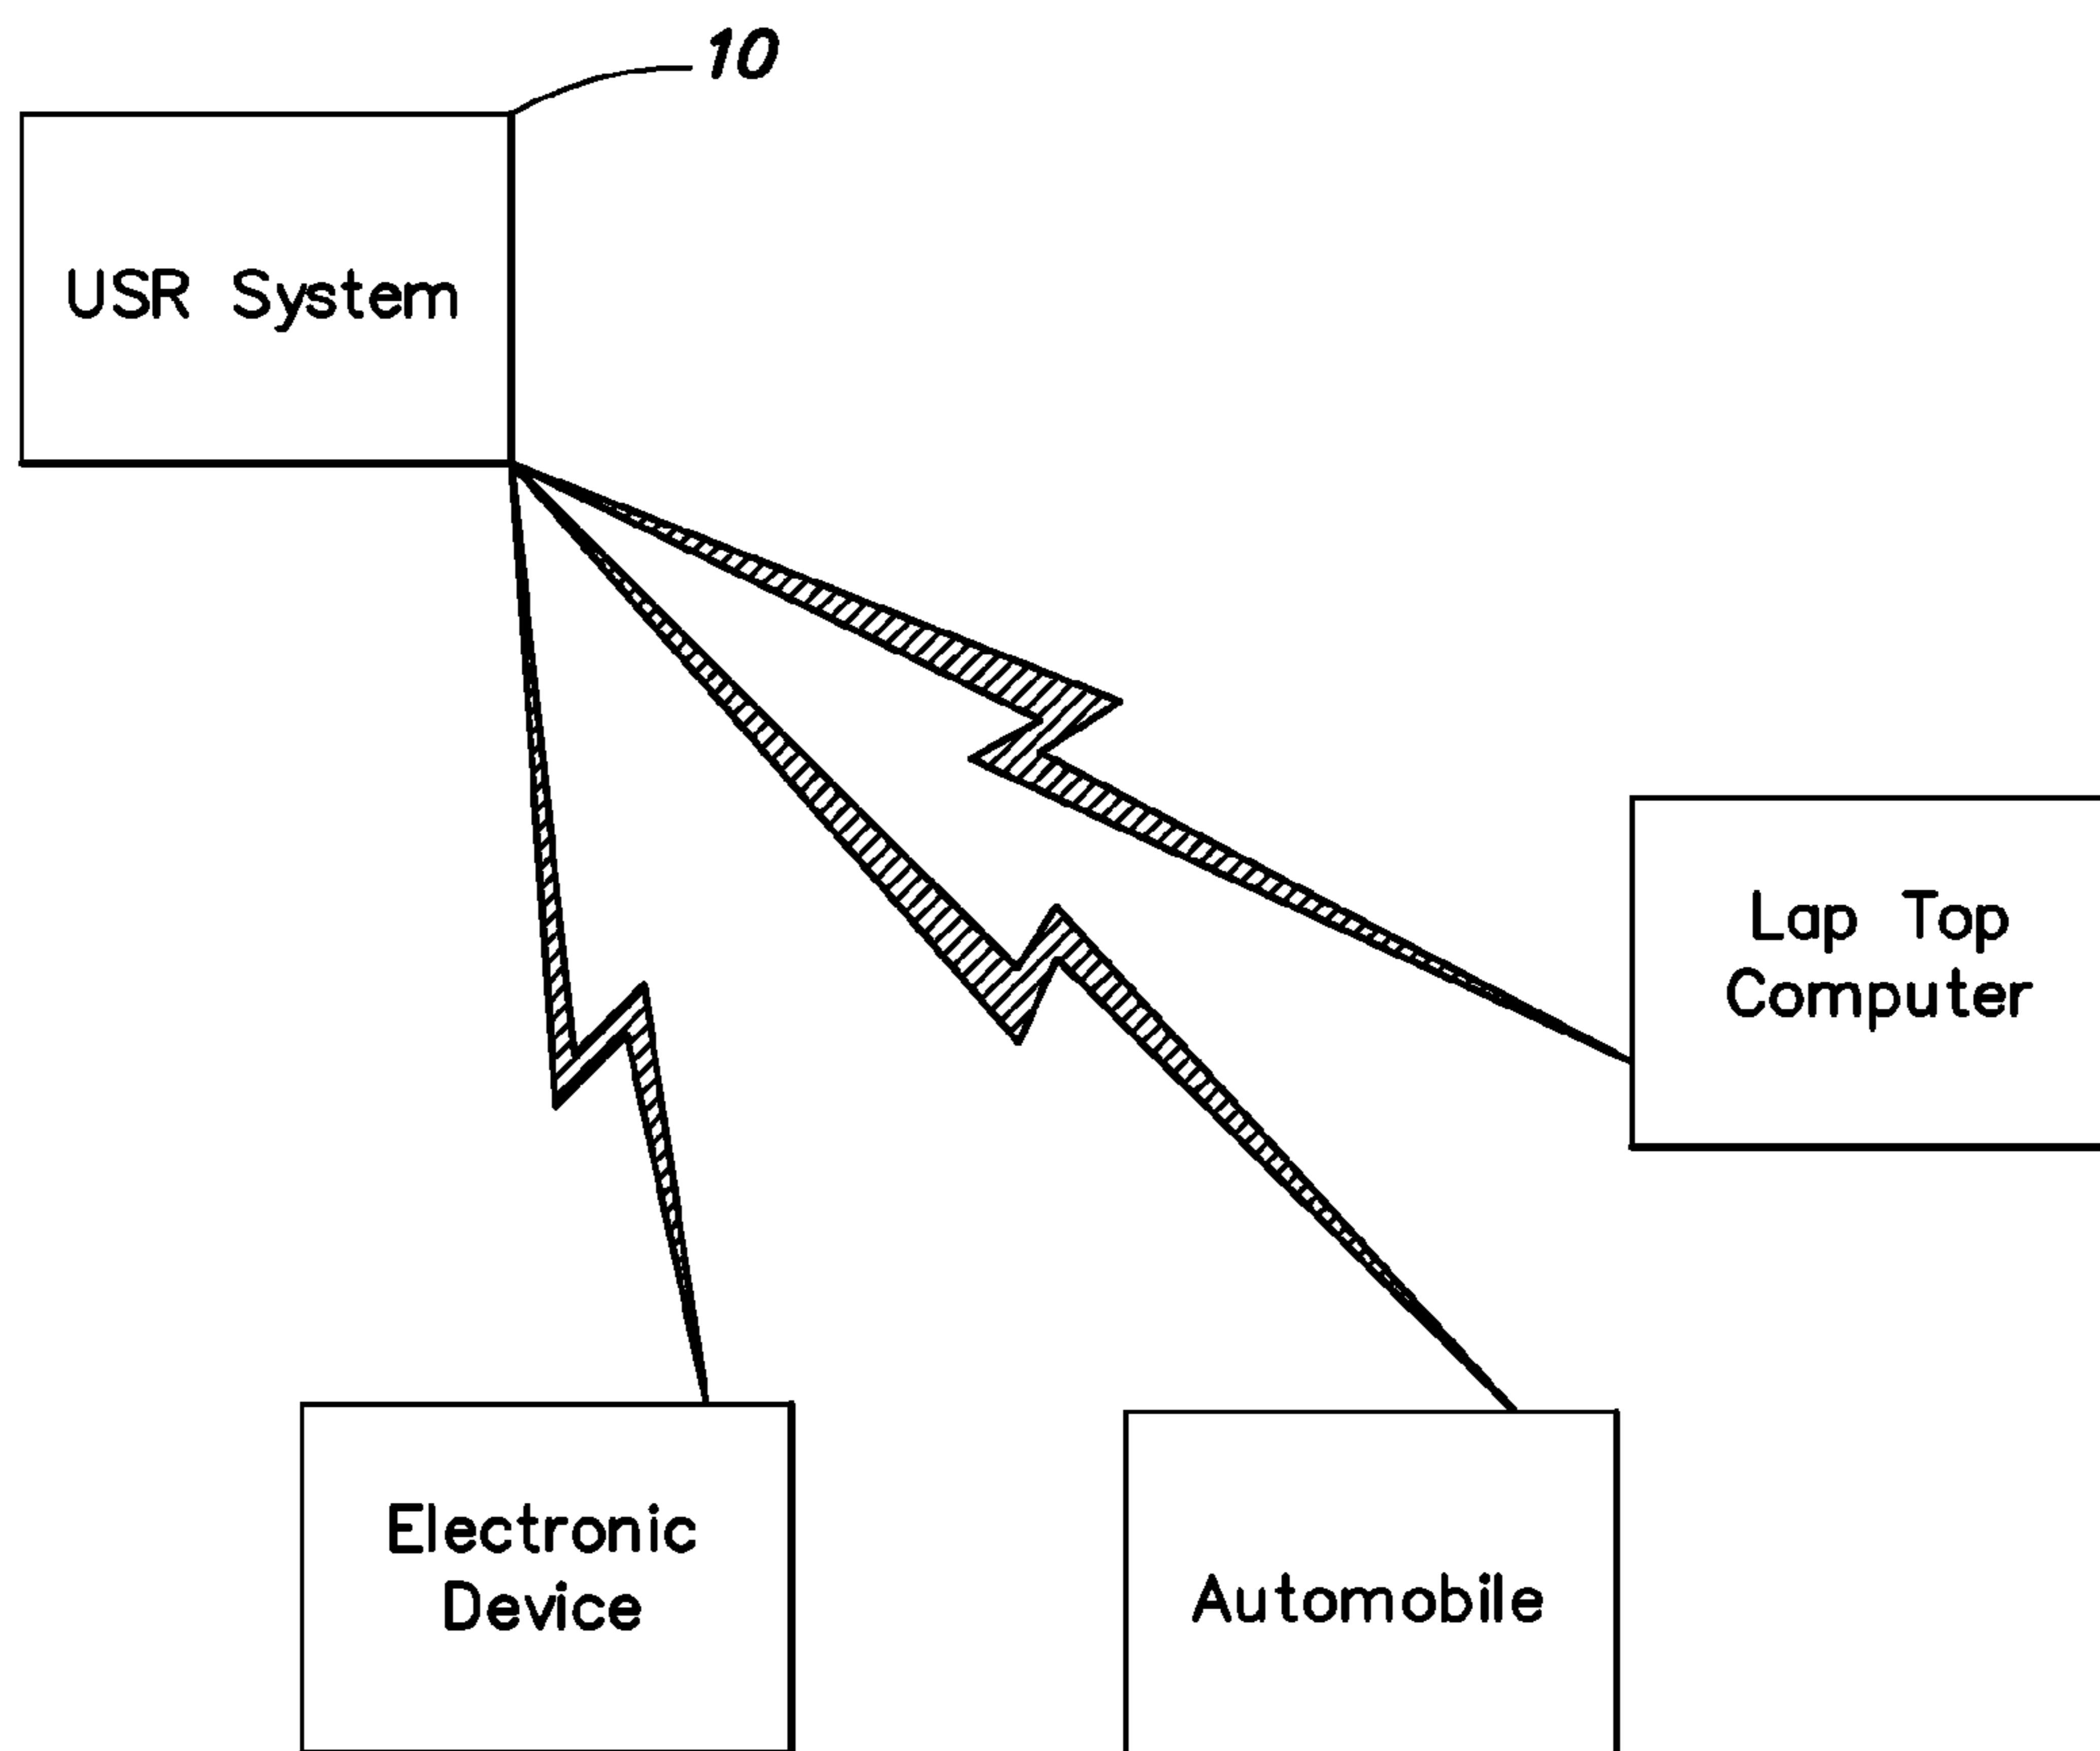 10
USR System
Lap Top
Computer
Electronic
Device
Automobile